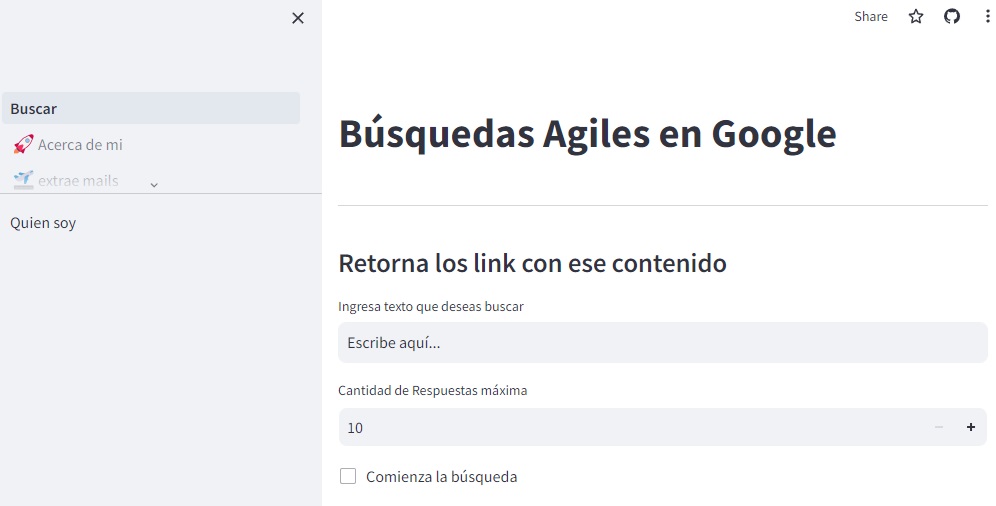 Share
Buscar
Acerca de mi
extrae mails
Quien soy
Búsquedas Agiles en Google
Retorna los link con ese contenido
Ingresa texto que deseas buscar
Escribe aquí...
Cantidad de Respuestas máxima
10
Comienza la búsqueda